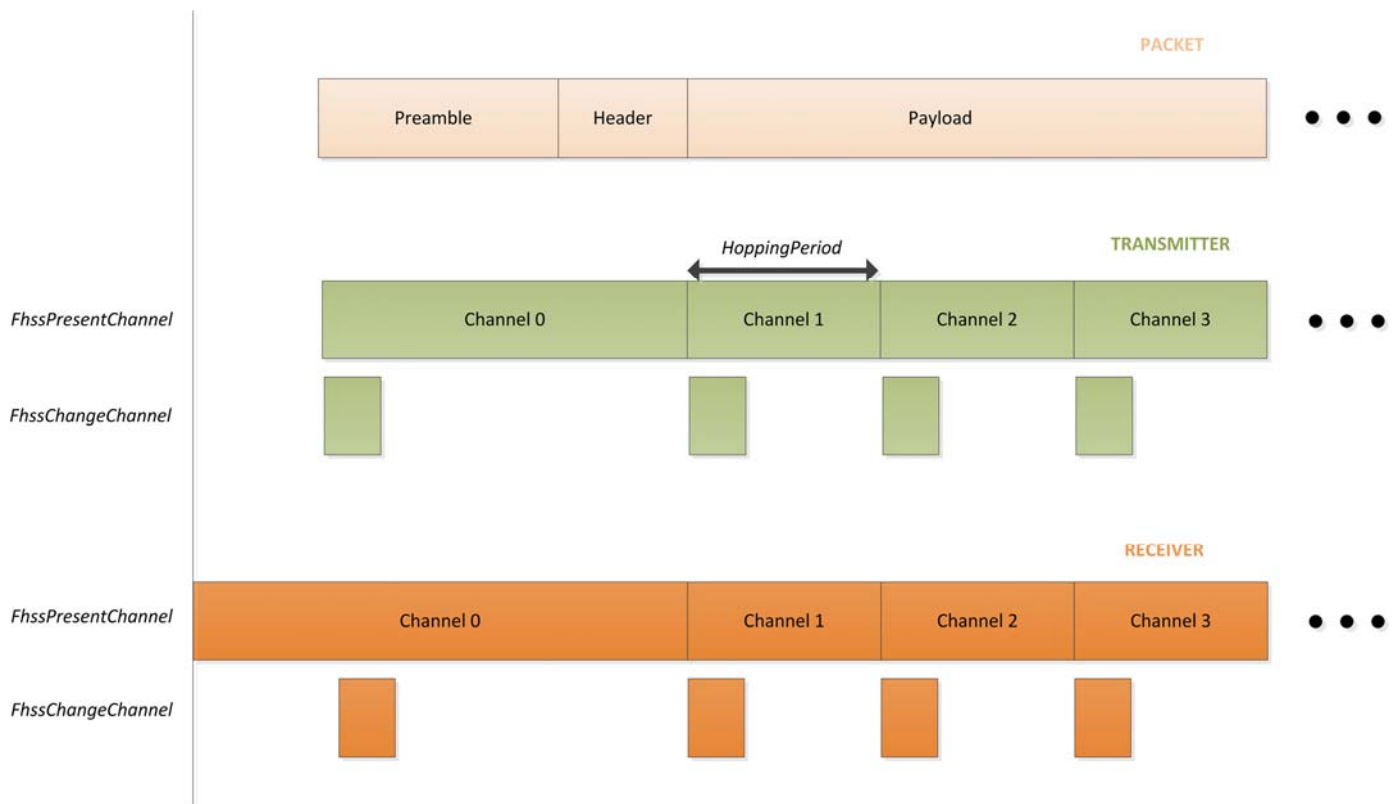 PACKET
Preamble Header Payload
HoppingPeriod
TRANSMITTER
FhssPresentChannel Channel 0 Channel 1 Channel 2 Channel 3
FhssChangeChannel
RECEIVER
FhssPresentChannel Channel 0 Channel 1 Channel 2 Channel 3
FhssChangeChannel